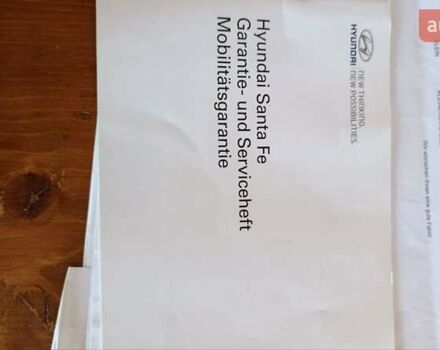 HYUNDAI
NEW THINKING.
NEW POSSIBILITIES.
Hyundai Santa Fe
Garantie- und Serviceheft
Mobilitätsgarantie
Wir wünschen Ihnen eine gute Fahrt!